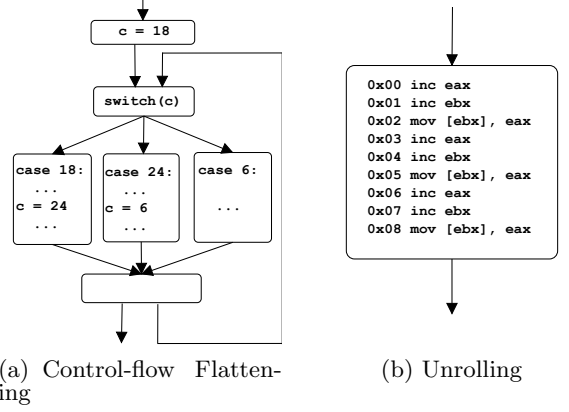 c = 18
switch(c)
case 18:
...
c = 24
...
case 24:
...
c = 6
...
case 6:
...
(a) Control-flow Flatten-
ing
0x00 inc eax
0x01 inc ebx
0x02 mov [ebx], eax
0x03 inc eax
0x04 inc ebx
0x05 mov [ebx], eax
0x06 inc eax
0x07 inc ebx
0x08 mov [ebx], eax
(b) Unrolling